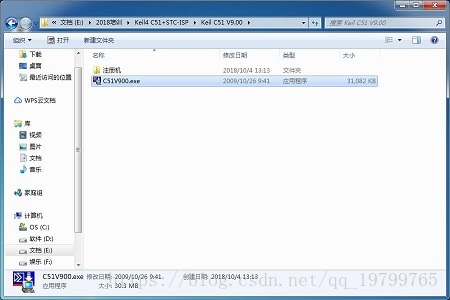 文档 (E:) ▸ 2018培训 ▸ Keil4 C51+STC-ISP ▸ Keil C51 V9.00 ▸
搜索 Keil C51 V9.00
组织 ▾ 打开 新建文件夹
名称 修改日期 类型 大小
下载
桌面
最近访问的位置
WPS云文档
库
视频
图片
文档
音乐
家庭组
计算机
OS (C:)
软件 (D:)
文档 (E:)
娱乐 (F:)
注册机 2018/10/4 13:13 文件夹
C51V900.exe 2009/10/26 9:41 应用程序 31,082 KB
C51V900.exe 修改日期: 2009/10/26 9:41 创建日期: 2018/10/4 13:13
应用程序 大小: 30.3 MB
https://blog.csdn.net/qq_19799765